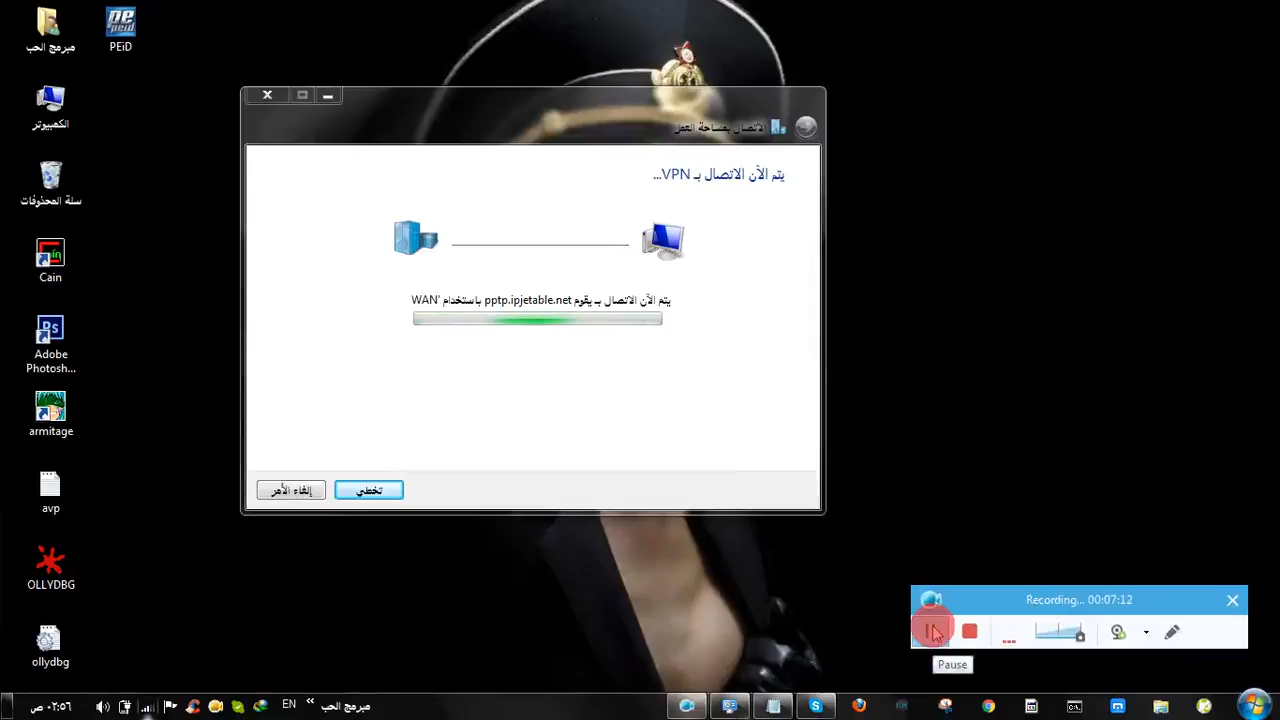 مبرمج الحب
PEiD
الكمبيوتر
سلة المحذوفات
Cain
Adobe
Photosh...
armitage
avp
OLLYDBG
ollydbg
الاتصال بمساحة العمل
يتم الآن الاتصال بـ VPN...
يتم الآن الاتصال بـ يقوم pptp.ipjetable.net باستخدام 'WAN
تخطي
إلغاء الأمر
Recording... 00:07:12
Pause
٠٢:٥٦ ص
EN
مبرمج الحب